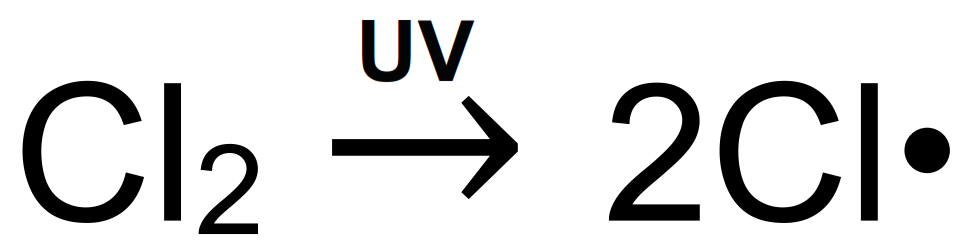 UV
Cl₂ → 2Cl•